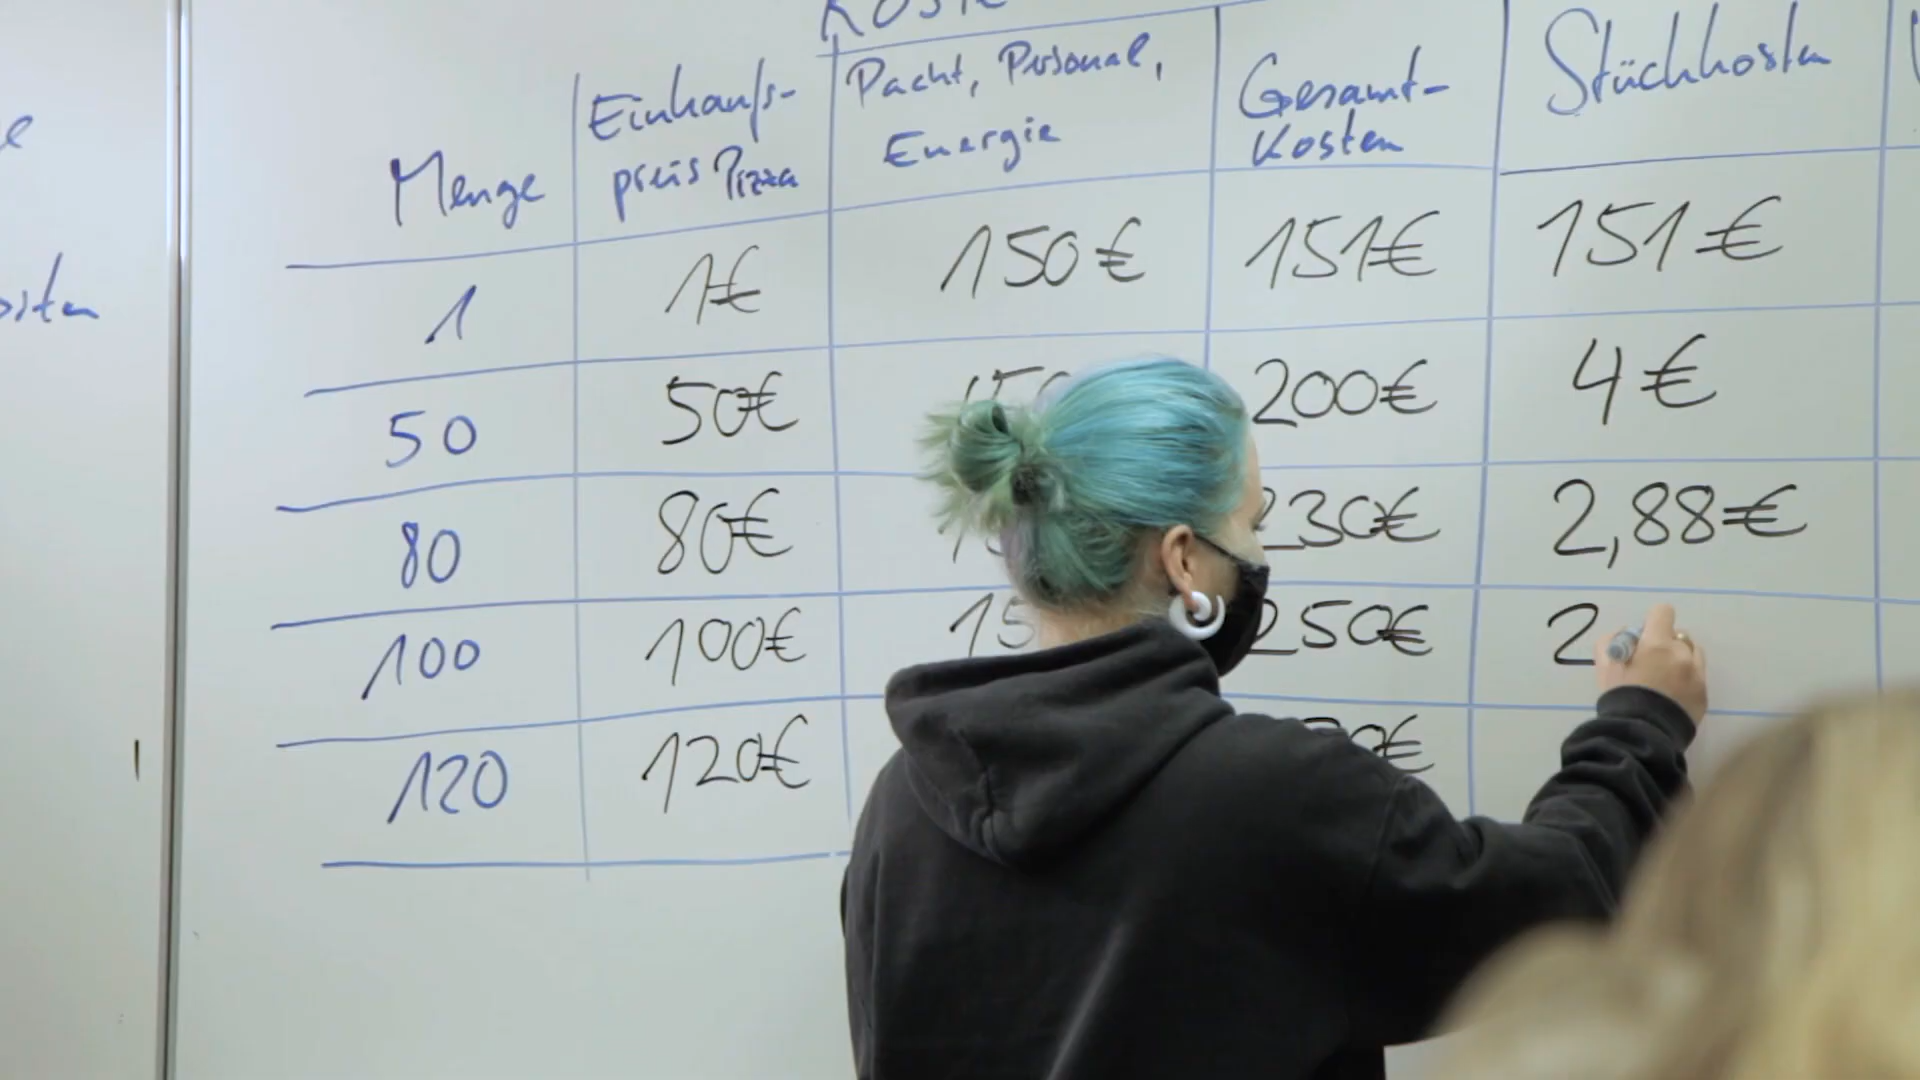 Menge
Einkaufs-
preis Pizza
Pacht, Personal,
Energie
Gesamt-
Kosten
Stückkosten
1 1€ 150€ 151€ 151€
50 50€ 200€ 4€
80 80€ 230€ 2,88€
100 100€ 250€ 2
120 120€